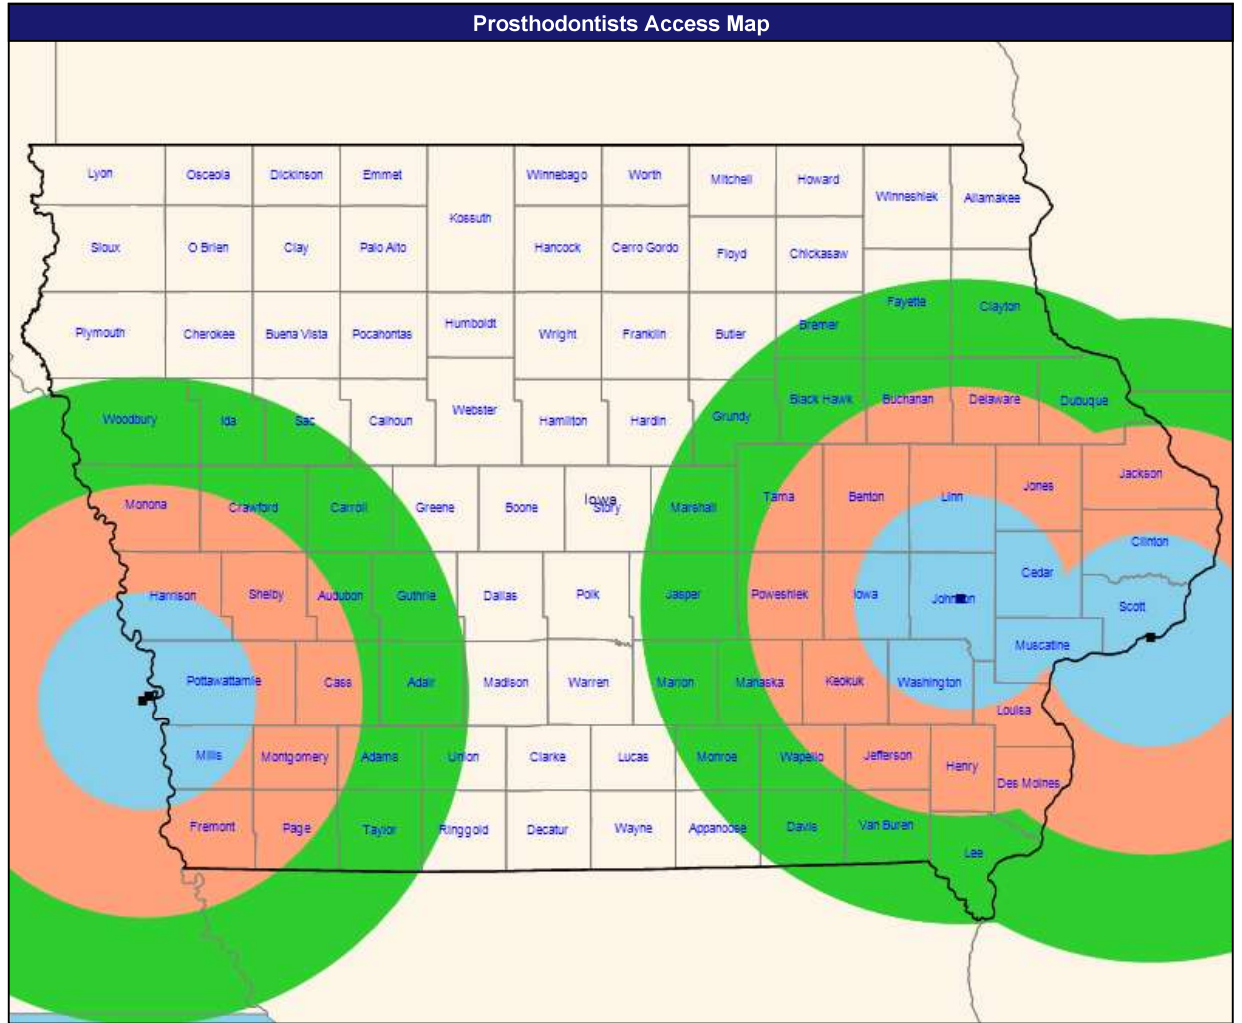 Prosthodontists Access Map
Lyon
Osceola
Dickinson
Emmet
Kossuth
Winnebago
Worth
Mitchell
Howard
Winneshiek
Allamakee
Sioux
O Brien
Clay
Palo Alto
Hancock
Cerro Gordo
Floyd
Chickasaw
Plymouth
Cherokee
Buena Vista
Pocahontas
Humboldt
Wright
Franklin
Butler
Bremer
Fayette
Clayton
Woodbury
Ida
Sac
Calhoun
Webster
Hamilton
Hardin
Grundy
Black Hawk
Buchanan
Delaware
Dubuque
Monona
Crawford
Carroll
Greene
Boone
Iowa
Story
Marshall
Tama
Benton
Linn
Jones
Jackson
Clinton
Harrison
Shelby
Audubon
Guthrie
Dallas
Polk
Jasper
Poweshiek
Iowa
Johnson
Cedar
Scott
Muscatine
Pottawattamie
Cass
Adair
Madison
Warren
Marion
Mahaska
Keokuk
Washington
Louisa
Mills
Montgomery
Adams
Union
Clarke
Lucas
Monroe
Wapello
Jefferson
Henry
Des Moines
Fremont
Page
Taylor
Ringgold
Decatur
Wayne
Appanoose
Davis
Van Buren
Lee